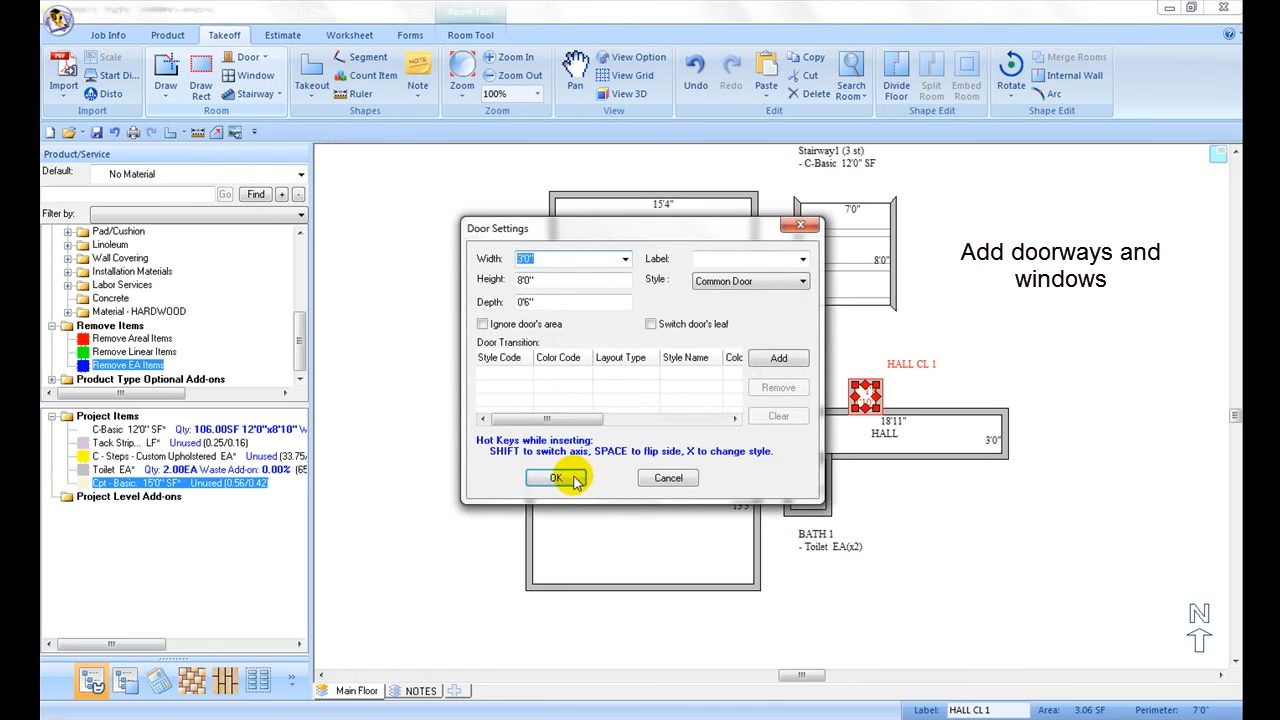 Room Tool
Job Info Product Takeoff Estimate Worksheet Forms Room Tool
PDF
Import
Scale
Start Di...
Disto
Import
Draw
Draw Rect
Door
Window
Stairway
Room
Takeoff
Segment
Count Item
Ruler
NOTE
Note
Shapes
Zoom
Zoom In
Zoom Out
100%
Zoom
Pan
View Option
View Grid
View 3D
View
Undo
Redo
Paste
Copy
Cut
Delete
Search Room
Edit
Divide Floor
Split Room
Embed Room
Shape Edit
Rotate
Merge Rooms
Internal Wall
Arc
Shape Edit
Product/Service
Default: No Material
Go Find + -
Filter by:
Pad/Cushion
Linoleum
Wall Covering
Installation Materials
Labor Services
Concrete
Material - HARDWOOD
Remove Items
Remove Areal Items
Remove Linear Items
Remove EA Items
Product Type Optional Add-ons
Project Items
C-Basic 12'0" SF* Qty: 106.00SF 12'0"x8'10" W
Tack Strip... LF* Unused (0.25/0.16)
C - Steps - Custom Upholstered EA* Unused (33.75
Toilet EA* Qty: 2.00EA Waste Add-on: 0.00% (6
Cpt - Basic. 15'0" SF* Unused (0.56/0.42)
Project Level Add-ons
Stairway1 (3 st)
- C-Basic 12'0" SF
15'4"
7'0"
8'0"
Add doorways and
windows
Door Settings
Width: 3'0" Label:
Height: 8'0" Style : Common Door
Depth: 0'6"
Ignore door's area Switch door's leaf
Door Transition:
Style Code Color Code Layout Type Style Name Colo
Add
Remove
Clear
Hot Keys while inserting:
SHIFT to switch axis, SPACE to flip side, X to change style.
OK Cancel
HALL CL 1
18'11"
HALL
3'0"
BATH 1
- Toilet EA(x2)
N
Main Floor NOTES
Label: HALL CL 1 Area: 3.06 SF Perimeter: 7'0"